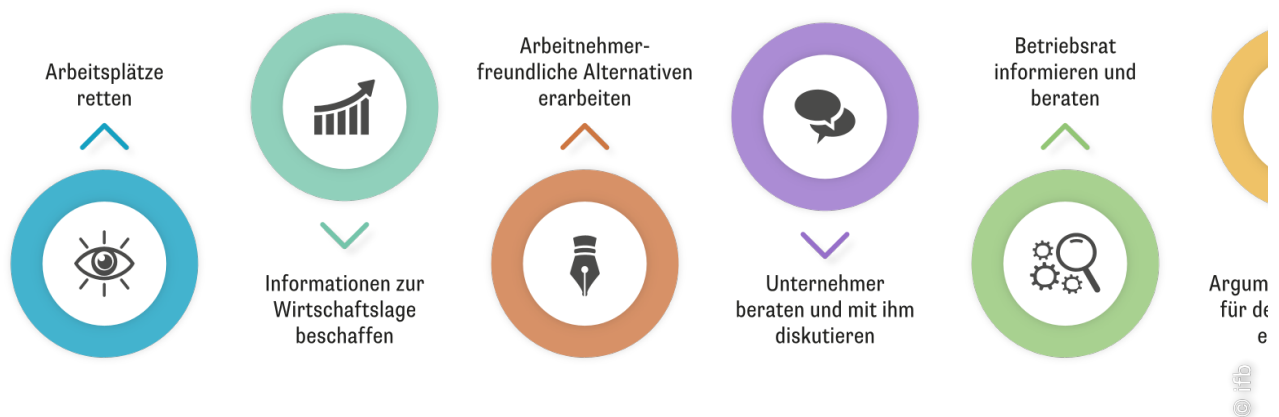 Arbeitsplätze
retten
Informationen zur
Wirtschaftslage
beschaffen
Arbeitnehmer-
freundliche Alternativen
erarbeiten
Unternehmer
beraten und mit ihm
diskutieren
Betriebsrat
informieren und
beraten
für
© ifb